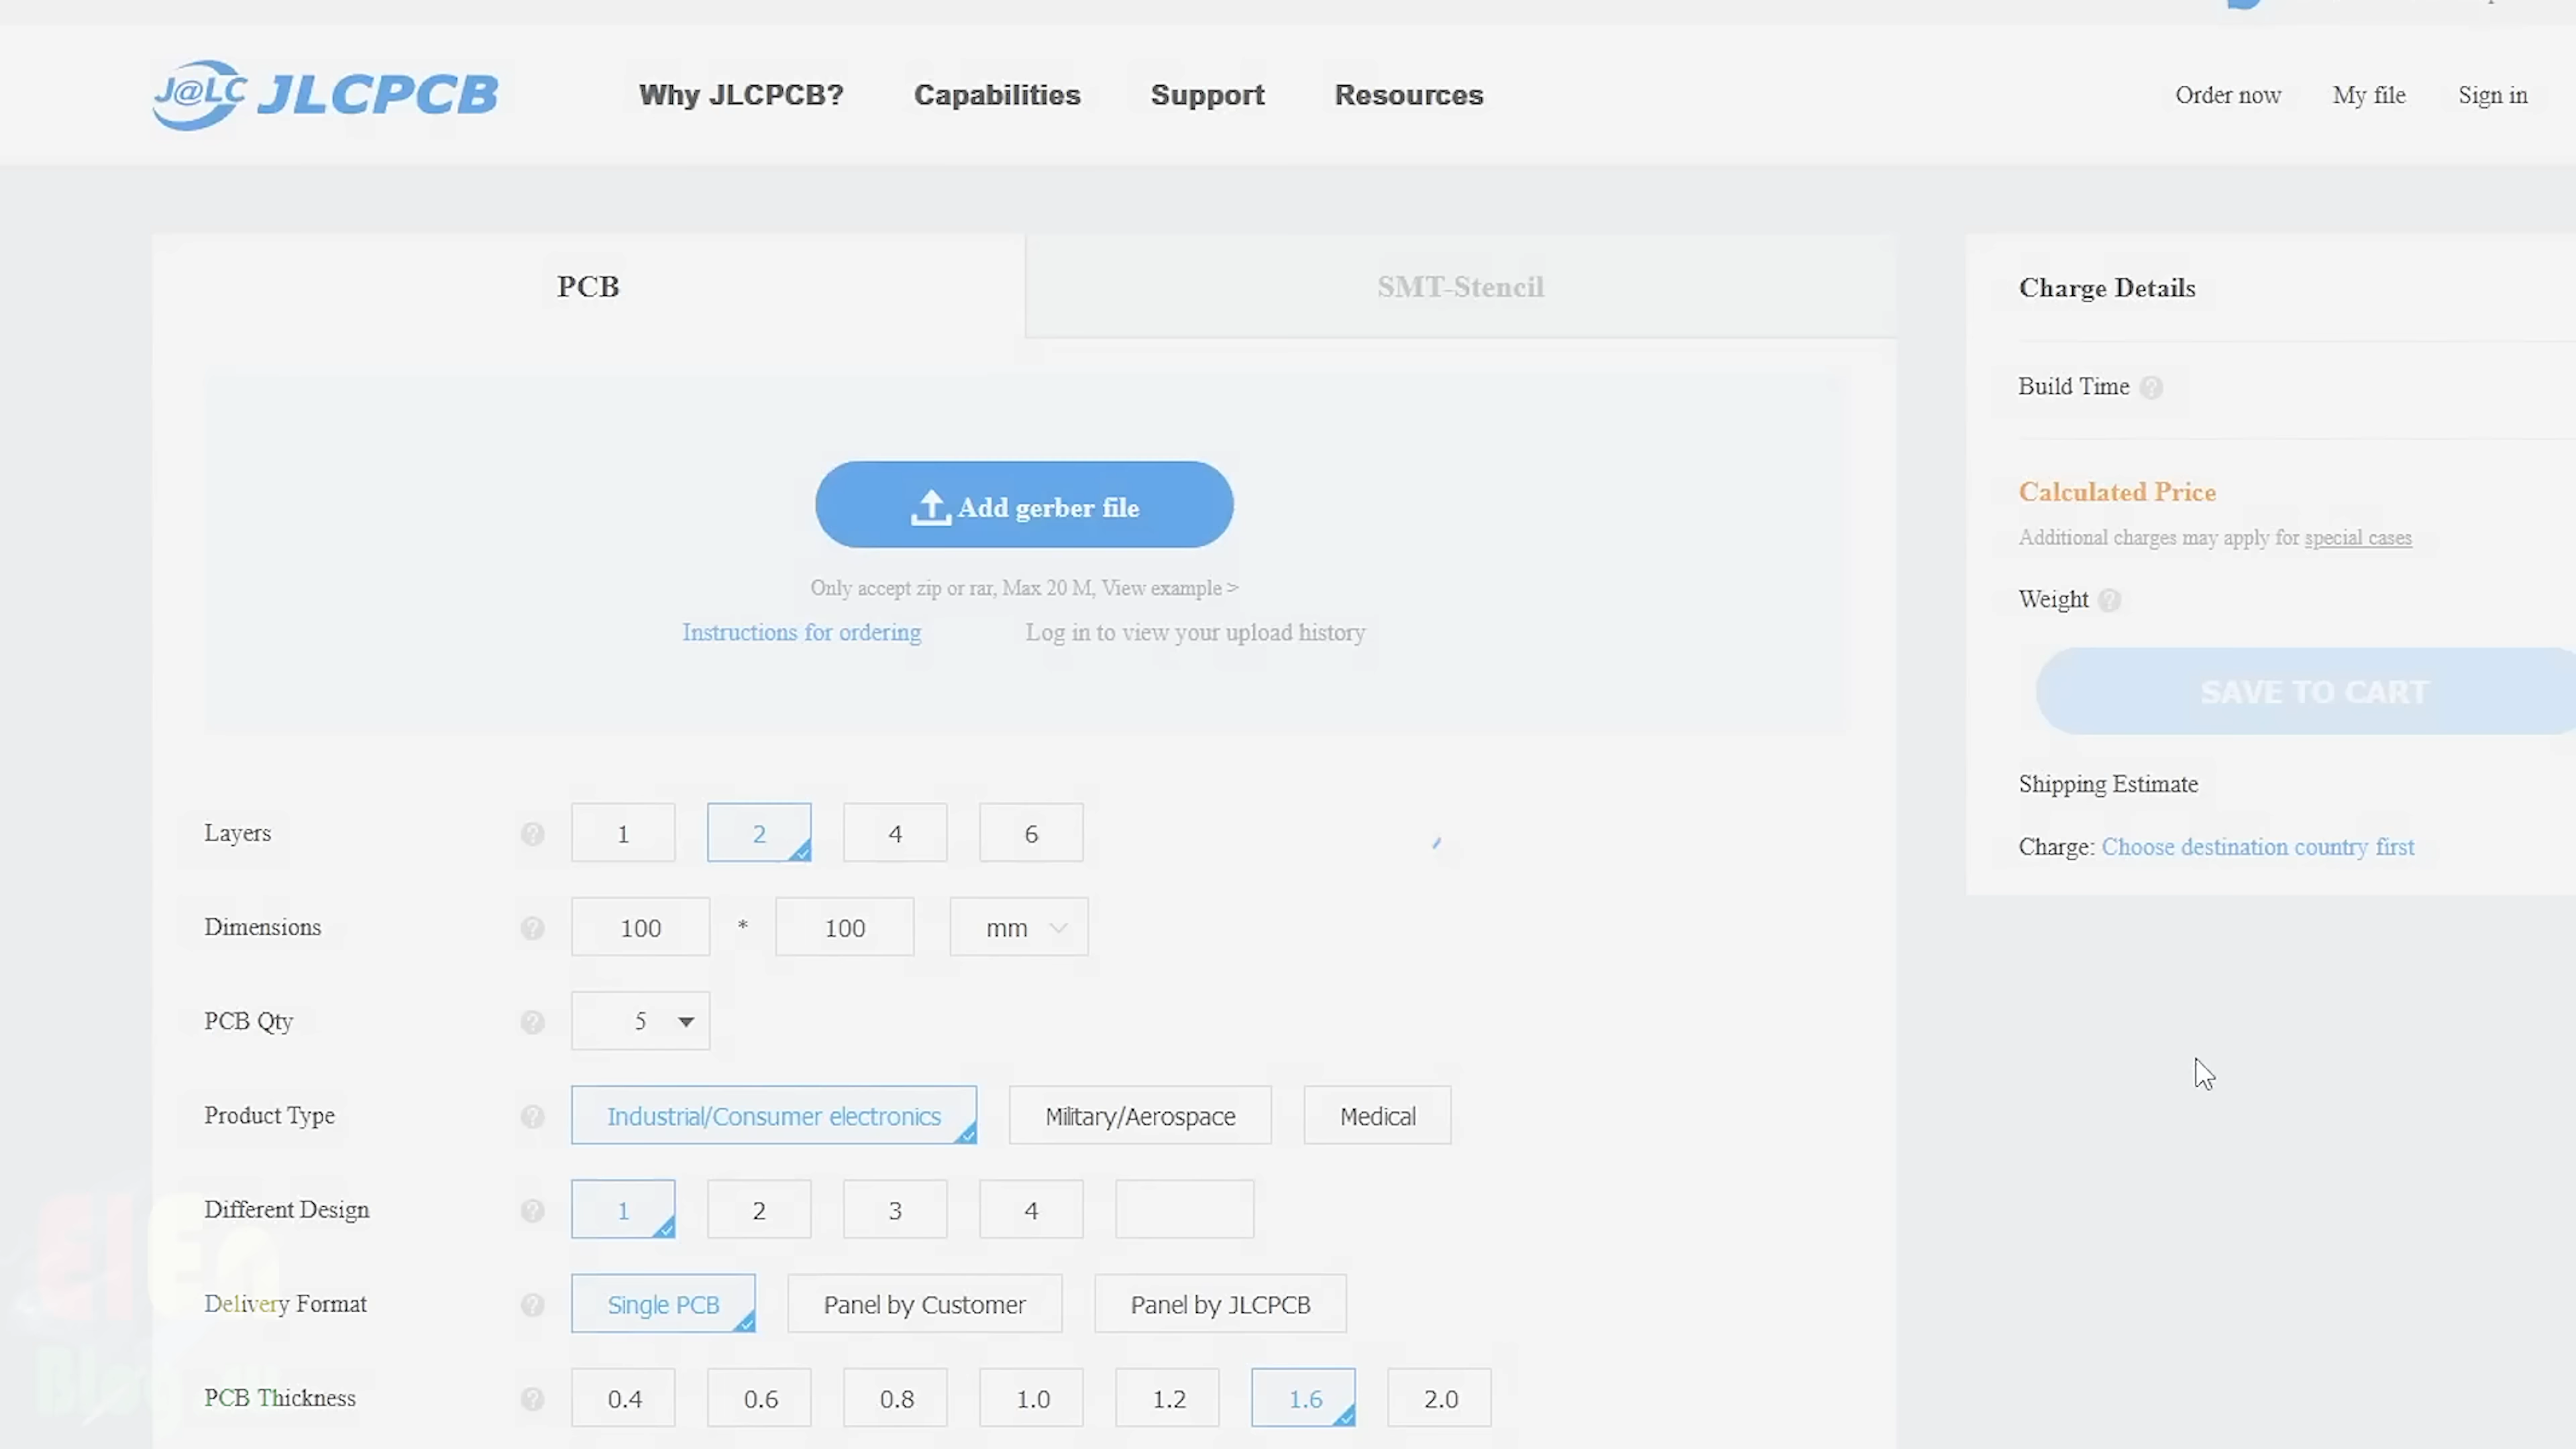 J@LC JLCPCB
Why JLCPCB? Capabilities Support Resources
Order now My file Sign in
PCB
SMT-Stencil
Add gerber file
Only accept zip or rar, Max 20 M, View example >
Instructions for ordering
Log in to view your upload history
Layers ? 1 2 4 6
Dimensions ? 100 * 100 mm
PCB Qty ? 5
Product Type ? Industrial/Consumer electronics Military/Aerospace Medical
Different Design ? 1 2 3 4
Delivery Format ? Single PCB Panel by Customer Panel by JLCPCB
PCB Thickness ? 0.4 0.6 0.8 1.0 1.2 1.6 2.0
Charge Details
Build Time ?
Calculated Price
Additional charges may apply for special cases
Weight ?
SAVE TO CART
Shipping Estimate
Charge: Choose destination country first